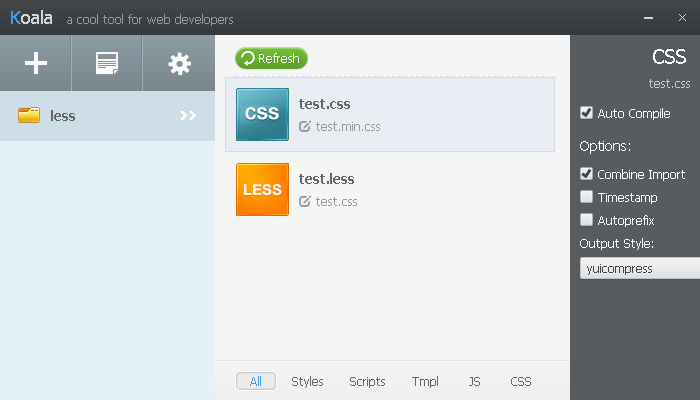 Koala a cool tool for web developers
less
Refresh
CSS
test.css
test.min.css
LESS
test.less
test.css
All Styles Scripts Tmpl JS CSS
CSS
test.css
Auto Compile
Options:
Combine Import
Timestamp
Autoprefix
Output Style:
yuicompress